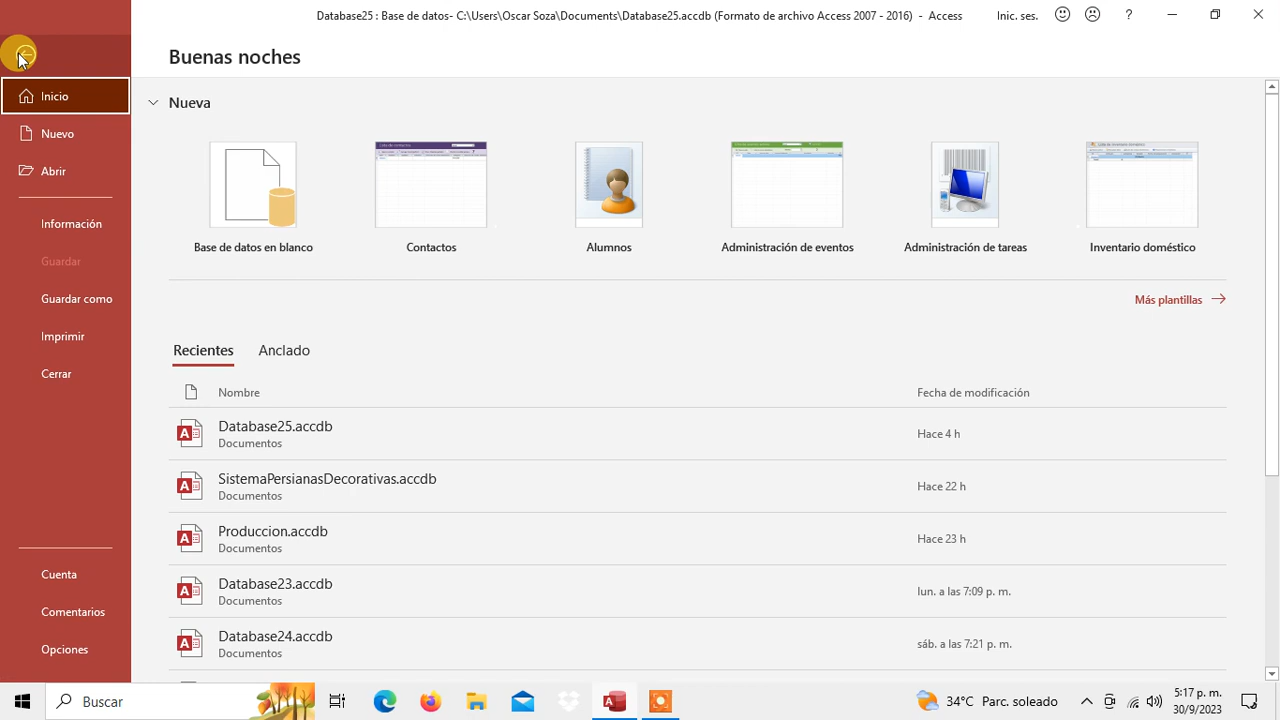 Database25 : Base de datos- C:\Users\Oscar Soza\Documents\Database25.accdb (Formato de archivo Access 2007 - 2016) - Access
Inic. ses.
?
Buenas noches
Inicio
Nuevo
Abrir
Información
Guardar
Guardar como
Imprimir
Cerrar
Cuenta
Comentarios
Opciones
Nueva
Base de datos en blanco
Contactos
Alumnos
Administración de eventos
Administración de tareas
Inventario doméstico
Más plantillas
Recientes Anclado
Nombre Fecha de modificación
Database25.accdb
Documentos
Hace 4 h
SistemaPersianasDecorativas.accdb
Documentos
Hace 22 h
Produccion.accdb
Documentos
Hace 23 h
Database23.accdb
Documentos
lun. a las 7:09 p. m.
Database24.accdb
Documentos
sáb. a las 7:21 p. m.
Buscar
34°C Parc. soleado
5:17 p. m.
30/9/2023